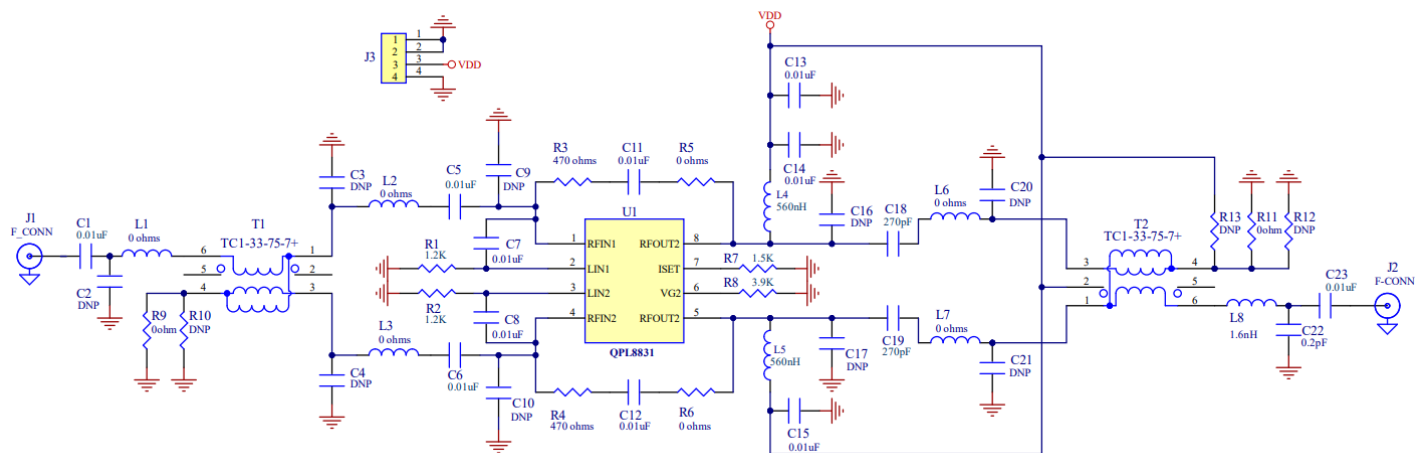 VDD
J3
1
2
3
4
1
2
3
4
VDD
C13
0.01uF
C14
0.01uF
L4
560nH
C3
DNP
L2
0 ohms
C5
0.01uF
C9
DNP
R3
470 ohms
C11
0.01uF
R5
0 ohms
C16
DNP
C18
270pF
L6
0 ohms
C20
DNP
R13
DNP
R11
0ohm
R12
DNP
J1
F_CONN
C1
0.01uF
L1
0 ohms
C2
DNP
T1
TC1-33-75-7+
6
5
4
1
2
3
R9
0ohm
R10
DNP
R1
1.2K
R2
1.2K
C7
0.01uF
C8
0.01uF
U1
1
RFIN1
RFOUT2
8
2
LIN1
ISET
7
3
LIN2
VG2
6
4
RFIN2
RFOUT2
5
QPL8831
R7
1.5K
R8
3.9K
T2
TC1-33-75-7+
3
2
1
4
5
6
C23
0.01uF
J2
F-CONN
L8
1.6nH
C22
0.2pF
C4
DNP
L3
0 ohms
C6
0.01uF
C10
DNP
R4
470 ohms
C12
0.01uF
R6
0 ohms
L5
560nH
C15
0.01uF
C17
DNP
C19
270pF
L7
0 ohms
C21
DNP